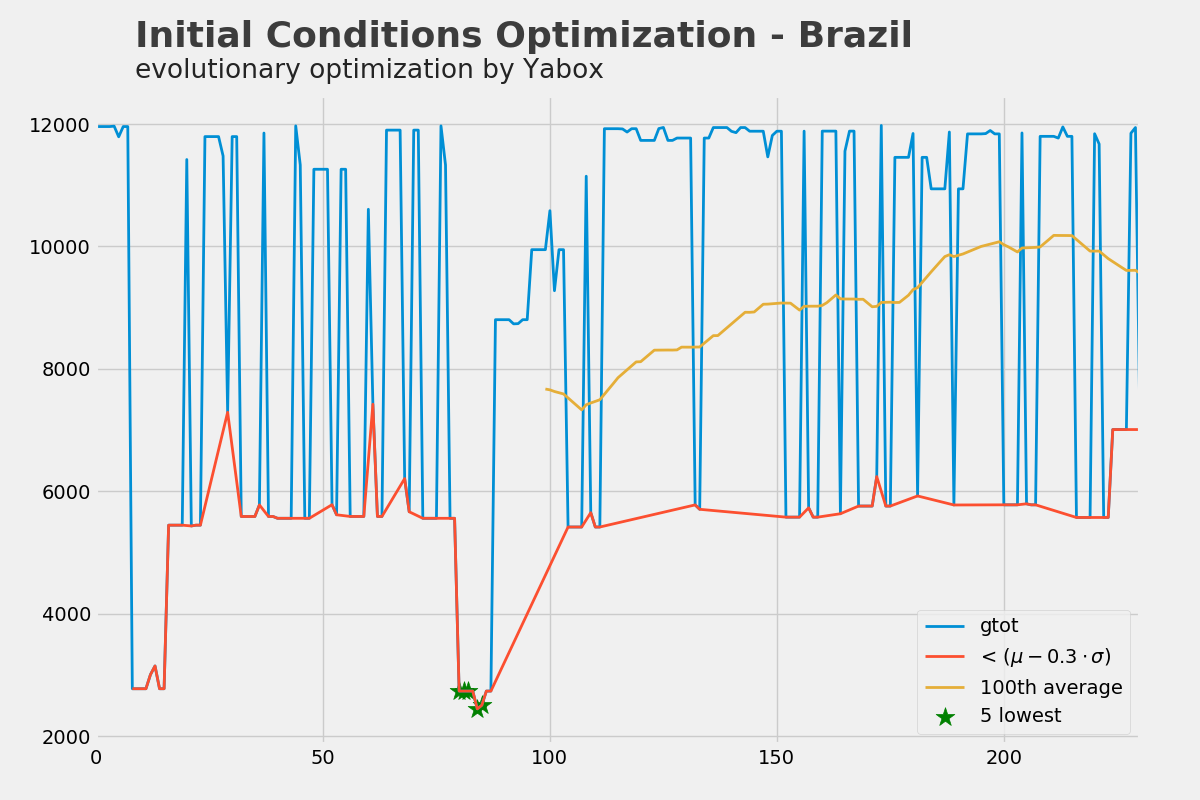 Initial Conditions Optimization - Brazil
evolutionary optimization by Yabox
12000
10000
8000
6000
4000
2000
0 50 100 150 200
gtot
< (μ − 0.3 · σ)
100th average
5 lowest